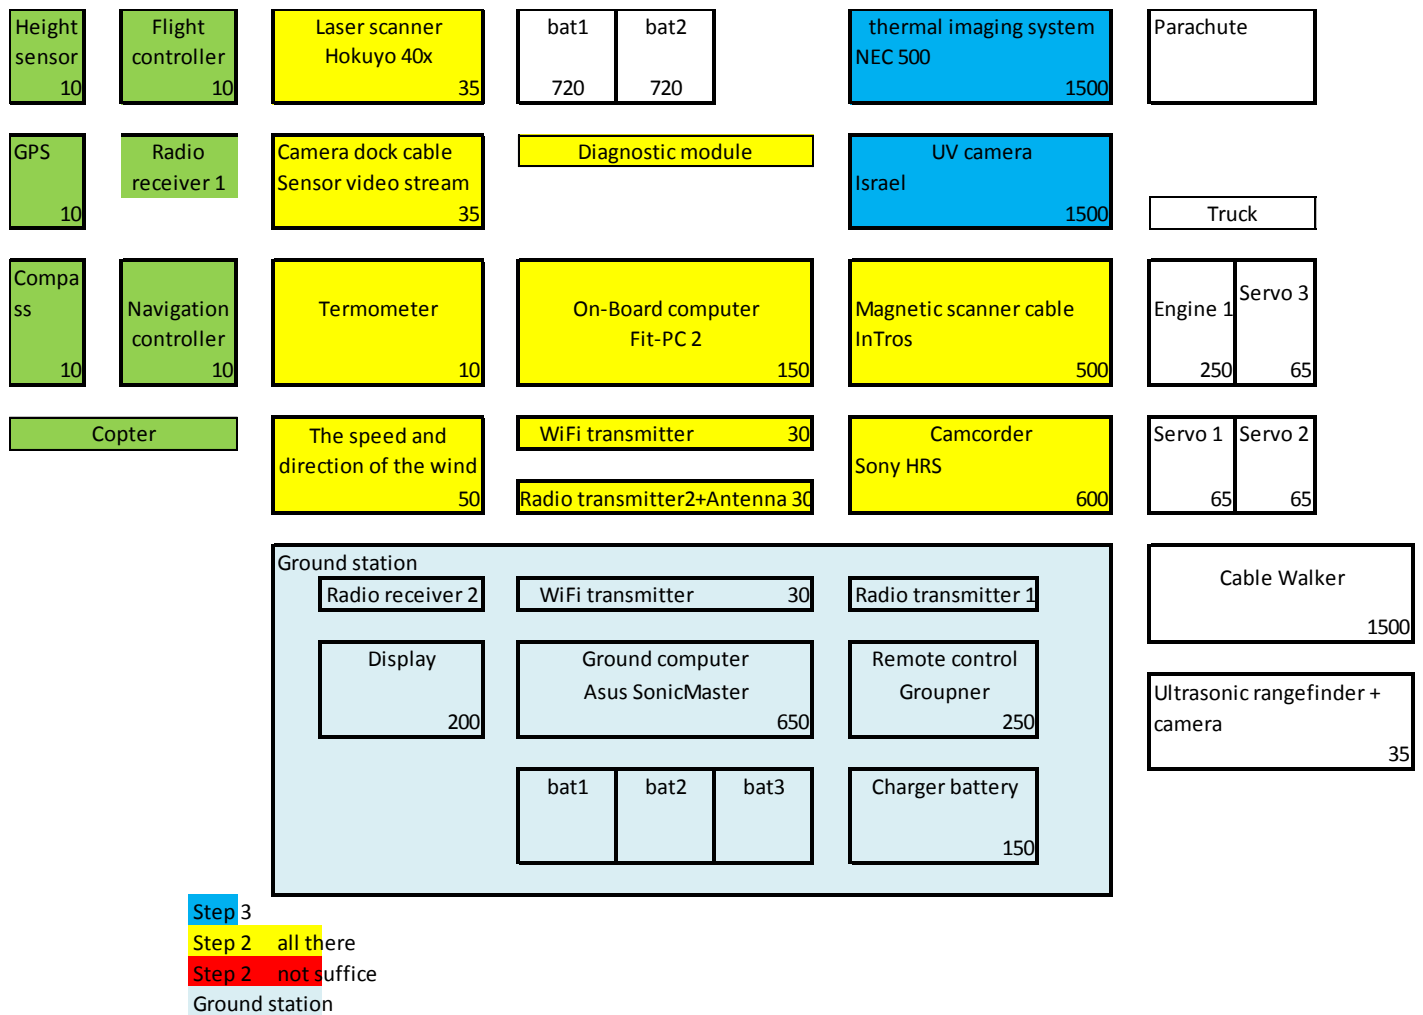 Height
sensor
10
Flight
controller
10
Laser scanner
Hokuyo 40x
35
bat1
720
bat2
720
thermal imaging system
NEC 500
1500
Parachute
GPS
10
Radio
receiver 1
Camera dock cable
Sensor video stream
35
Diagnostic module
UV camera
Israel
1500
Truck
Compa
ss
10
Navigation
controller
10
Termometer
10
On-Board computer
Fit-PC 2
150
Magnetic scanner cable
InTros
500
Engine 1
250
Servo 3
65
Copter
The speed and
direction of the wind
50
WiFi transmitter 30
Radio transmitter2+Antenna 30
Camcorder
Sony HRS
600
Servo 1
65
Servo 2
65
Ground station
Radio receiver 2
WiFi transmitter 30
Radio transmitter 1
Display
200
Ground computer
Asus SonicMaster
650
Remote control
Groupner
250
bat1
bat2
bat3
Charger battery
150
Cable Walker
1500
Ultrasonic rangefinder +
camera
35
Step 3
Step 2 all there
Step 2 not suffice
Ground station